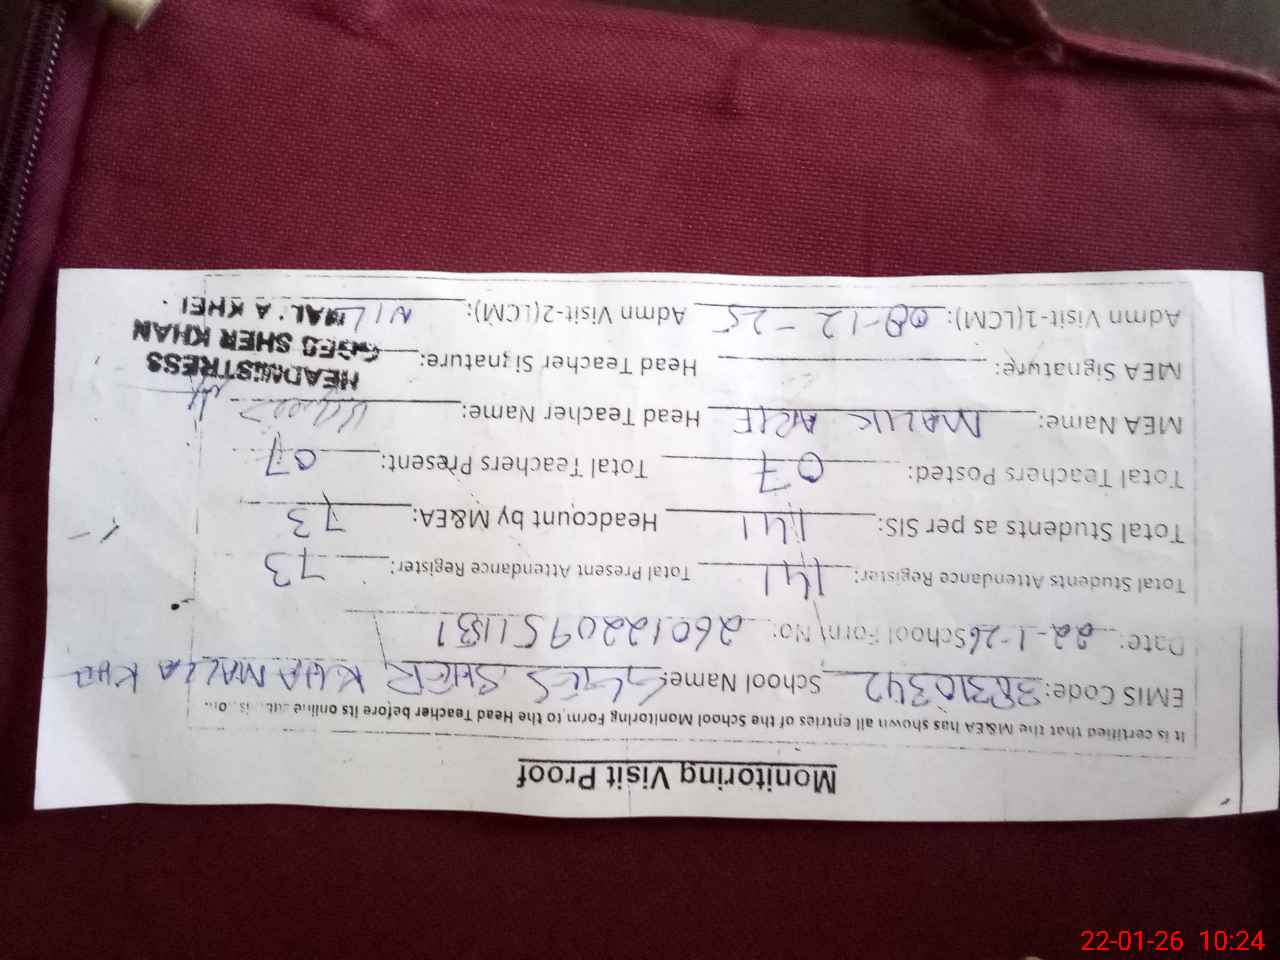 Monitoring Visit Proof
It is certified that the M&EA has shown all entries of the School Monitoring Form to the Head Teacher before its online
EMIS Code: 38310342 School Name: GGES SHER KHA MALLA KHE
Date: 22-1-26 School Form No: 26012209511831
Total Students Attendance Register: 141 Total Present Attendance Register: 73
Total Students as per SIS: 141 Headcount by M&EA: 73
Total Teachers Posted: 07 Total Teachers Present: 07
MEA Name: MALIK ARIF Head Teacher Name:
MEA Signature: Head Teacher Signature:
HEADMISTRESS
GGES SHER KHAN
MALLA KHEL
Admn Visit-1(LCM): 08-12-25 Admn Visit-2(LCM): NIL
22-01-26 10:24